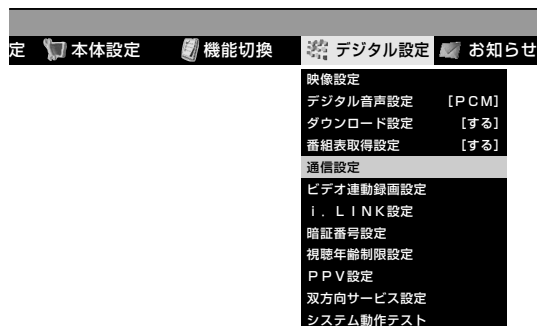 定 本体設定 機能切換 デジタル設定 お知らせ
映像設定
デジタル音声設定 [PCM]
ダウンロード設定 [する]
番組表取得設定 [する]
通信設定
ビデオ連動録画設定
i．LINK設定
暗証番号設定
視聴年齢制限設定
PPV設定
双方向サービス設定
システム動作テスト